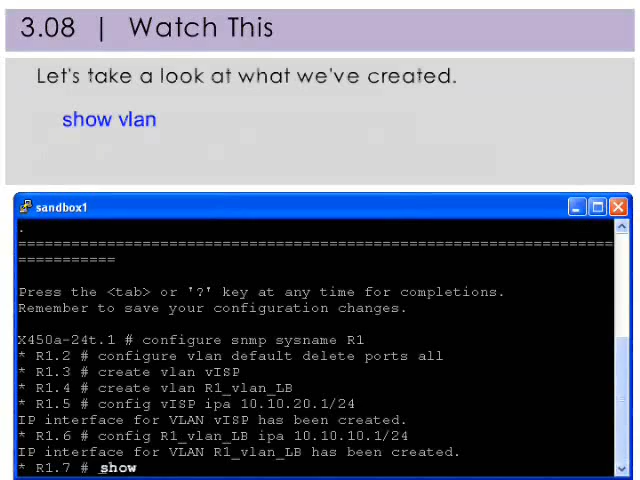 3.08 | Watch This
Let's take a look at what we've created.
show vlan
sandbox1
.
===================================================================
===========
Press the <tab> or '?' key at any time for completions.
Remember to save your configuration changes.
X450a-24t.1 # configure snmp sysname R1
* R1.2 # configure vlan default delete ports all
* R1.3 # create vlan vISP
* R1.4 # create vlan R1_vlan_LB
* R1.5 # config vISP ipa 10.10.20.1/24
IP interface for VLAN vISP has been created.
* R1.6 # config R1_vlan_LB ipa 10.10.10.1/24
IP interface for VLAN R1_vlan_LB has been created.
* R1.7 # show